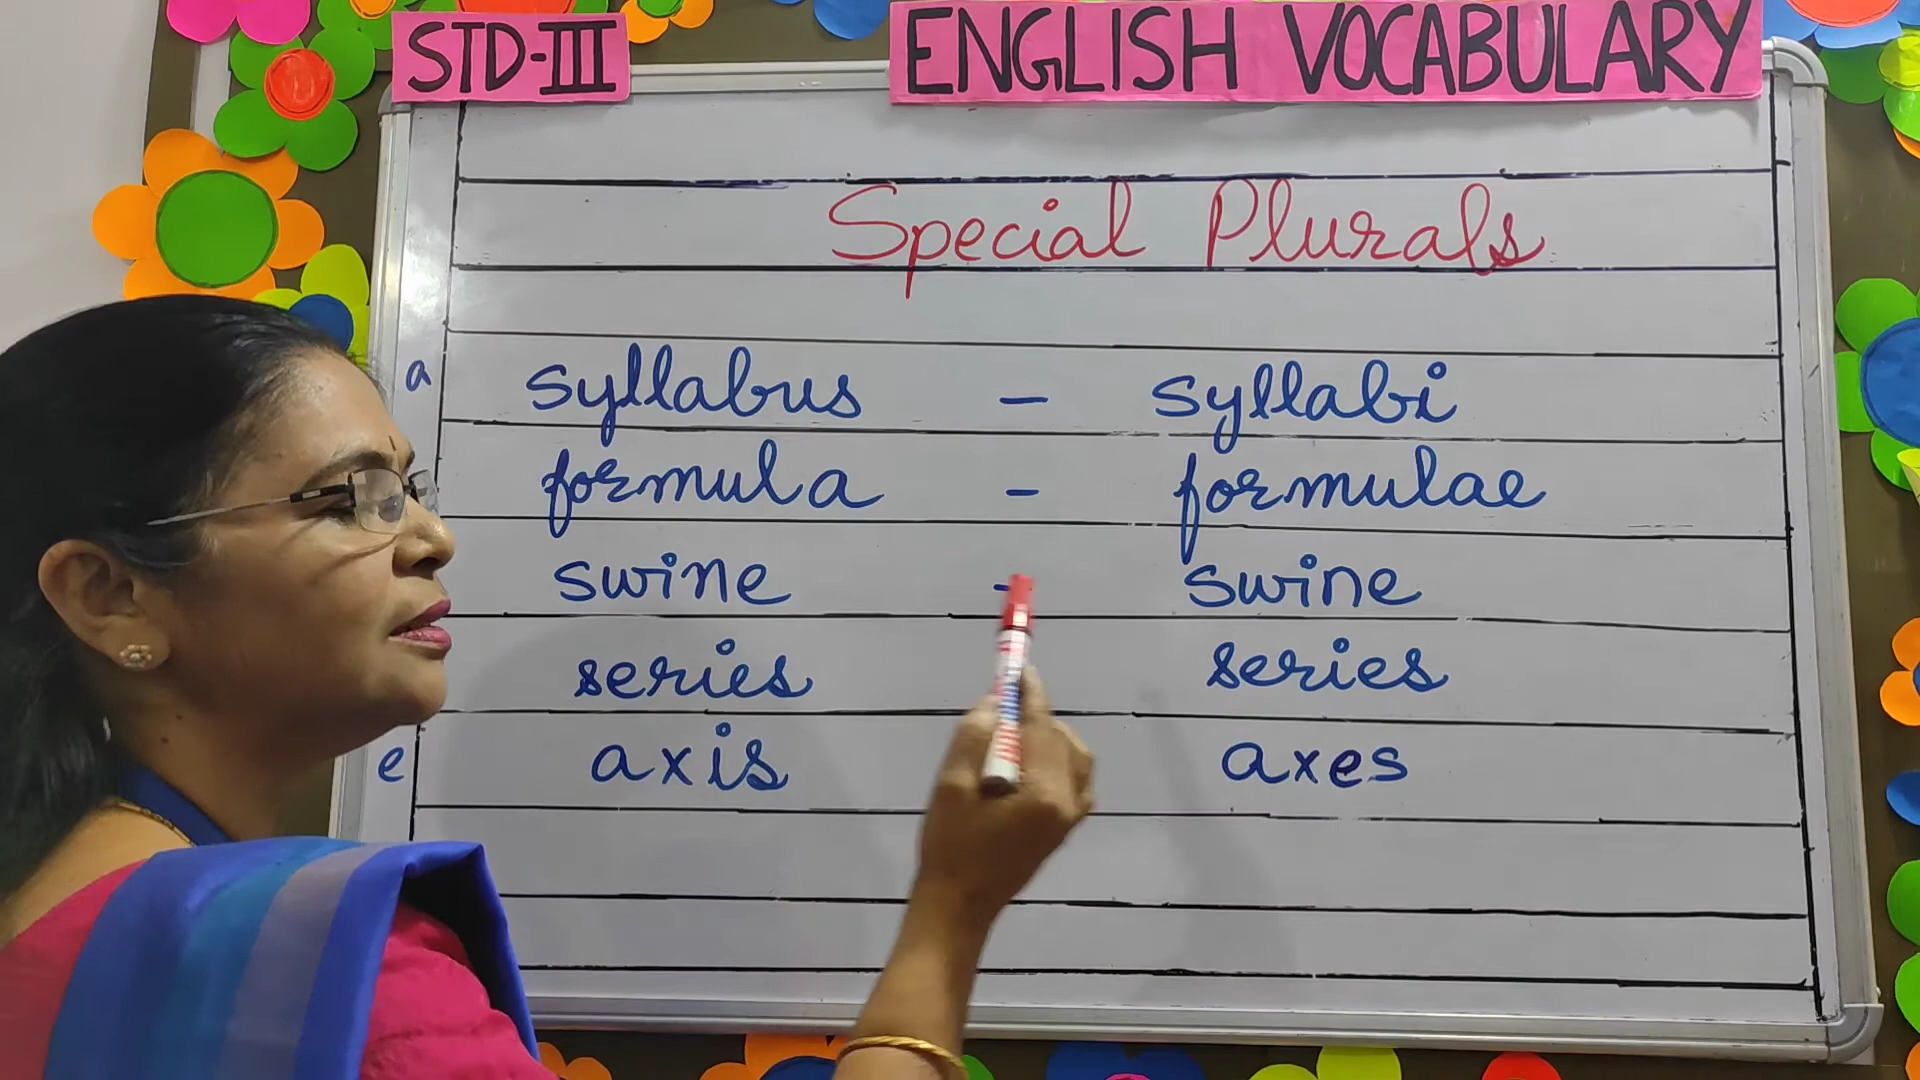 STD-III ENGLISH VOCABULARY
Special Plurals
a syllabus - syllabi
formula - formulae
swine - swine
series series
e axis axes